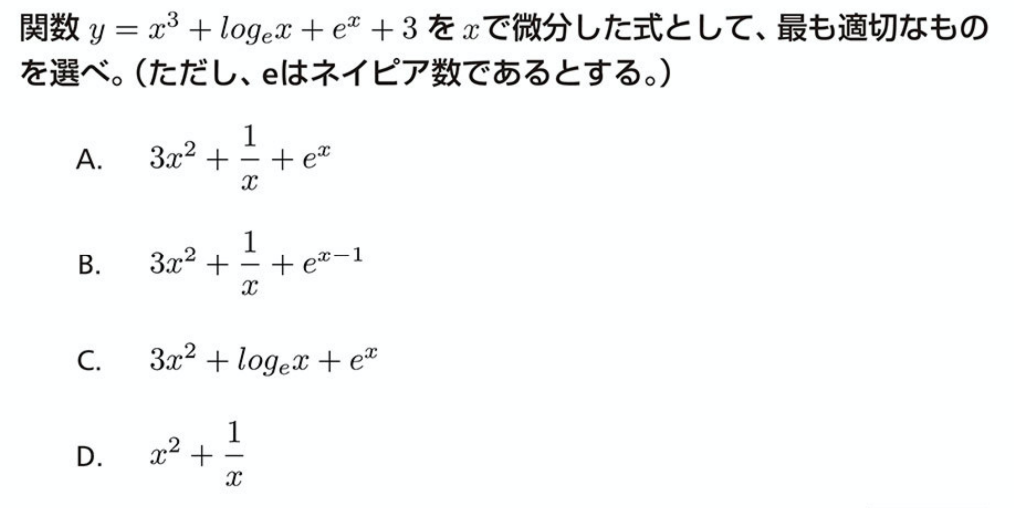 関数 $y = x^3 + log_e x + e^x + 3$ を $x$で微分した式として、最も適切なもの
を選べ。（ただし、eはネイピア数であるとする。）
A. $3x^2 + \frac{1}{x} + e^x$
B. $3x^2 + \frac{1}{x} + e^{x-1}$
C. $3x^2 + log_e x + e^x$
D. $x^2 + \frac{1}{x}$